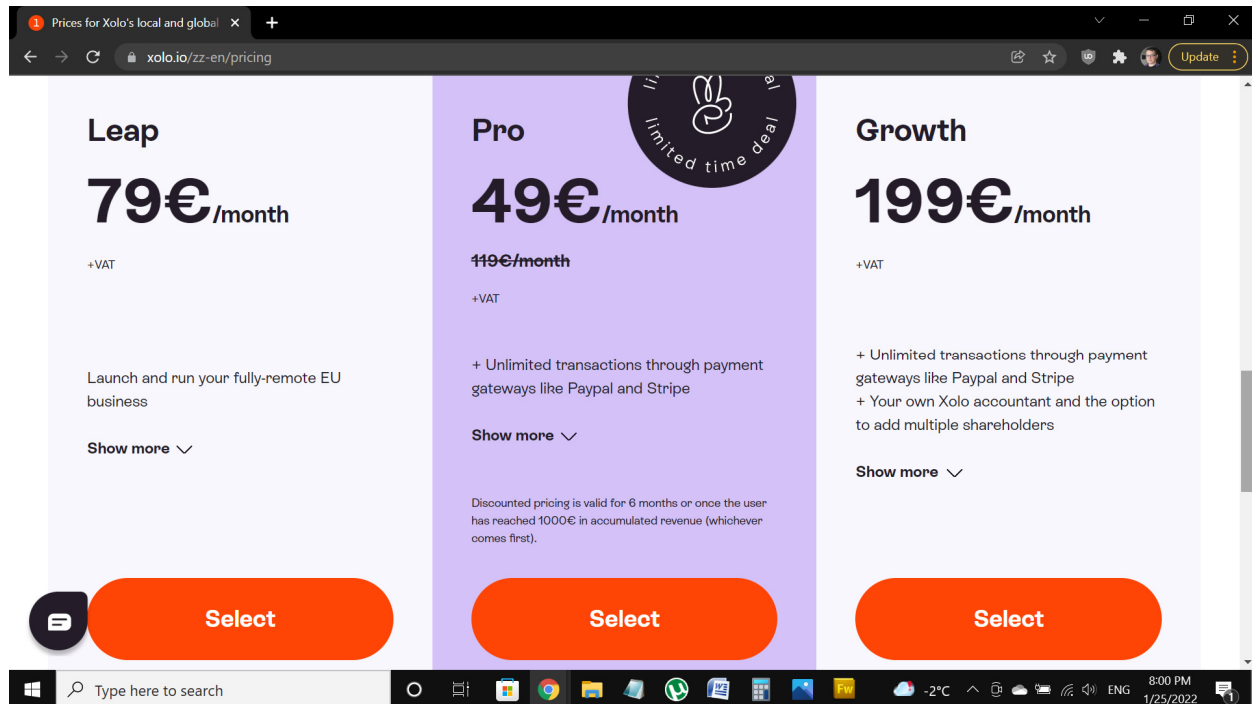 1 Prices for Xolo's local and global
xolo.io/zz-en/pricing
Update
Leap
79€/month
+VAT
Launch and run your fully-remote EU
business
Show more
Select
limited time deal
Pro
49€/month
119€/month
+VAT
+ Unlimited transactions through payment
gateways like Paypal and Stripe
Show more
Discounted pricing is valid for 6 months or once the user
has reached 1000€ in accumulated revenue (whichever
comes first).
Select
Growth
199€/month
+VAT
+ Unlimited transactions through payment
gateways like Paypal and Stripe
+ Your own Xolo accountant and the option
to add multiple shareholders
Show more
Select
Type here to search
Fw
-2°C
ENG
8:00 PM
1/25/2022
1